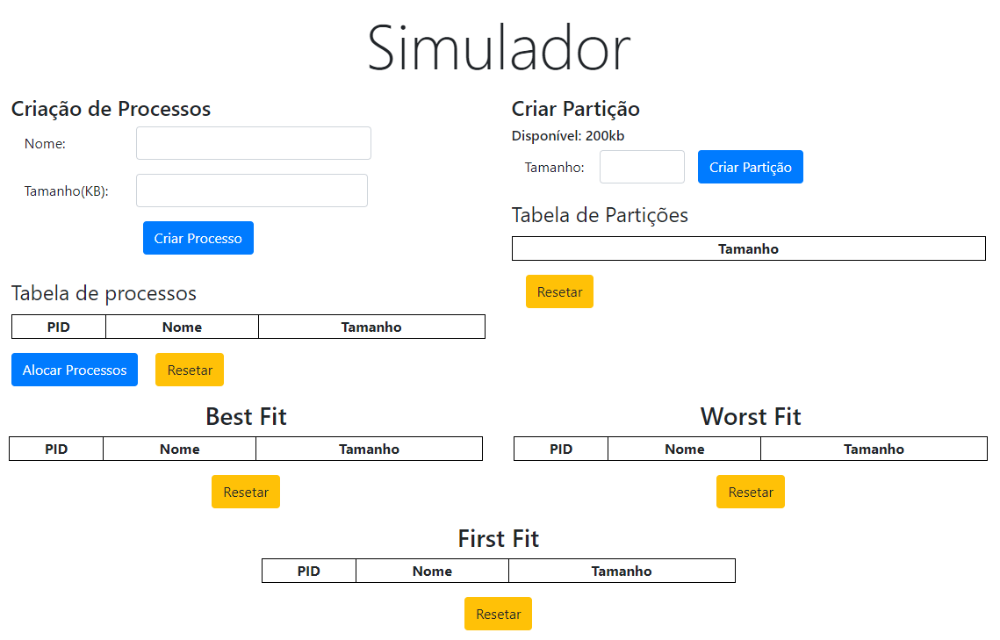 Simulador
Criação de Processos
Nome:
Tamanho(KB):
Criar Processo
Tabela de processos
PID Nome Tamanho
Alocar Processos Resetar
Criar Partição
Disponível: 200kb
Tamanho: Criar Partição
Tabela de Partições
Tamanho
Resetar
Best Fit
PID Nome Tamanho
Resetar
Worst Fit
PID Nome Tamanho
Resetar
First Fit
PID Nome Tamanho
Resetar